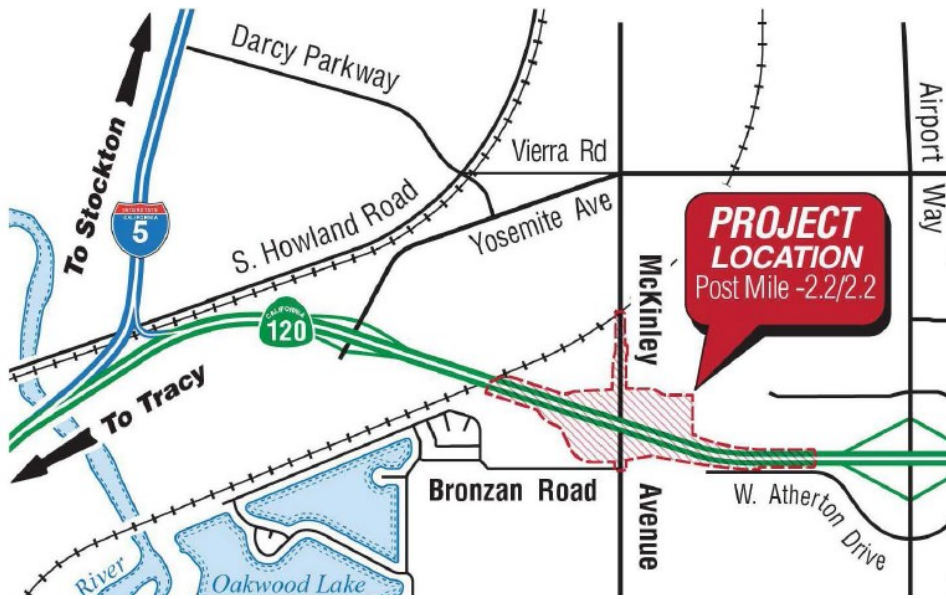 Darcy Parkway
To Stockton
INTERSTATE
CALIFORNIA
5
S. Howland Road
Vierra Rd
Yosemite Ave
Airport Way
PROJECT
LOCATION
Post Mile -2.2/2.2
McKinley Avenue
CALIFORNIA
120
To Tracy
Bronzan Road
W. Atherton Drive
River
Oakwood Lake